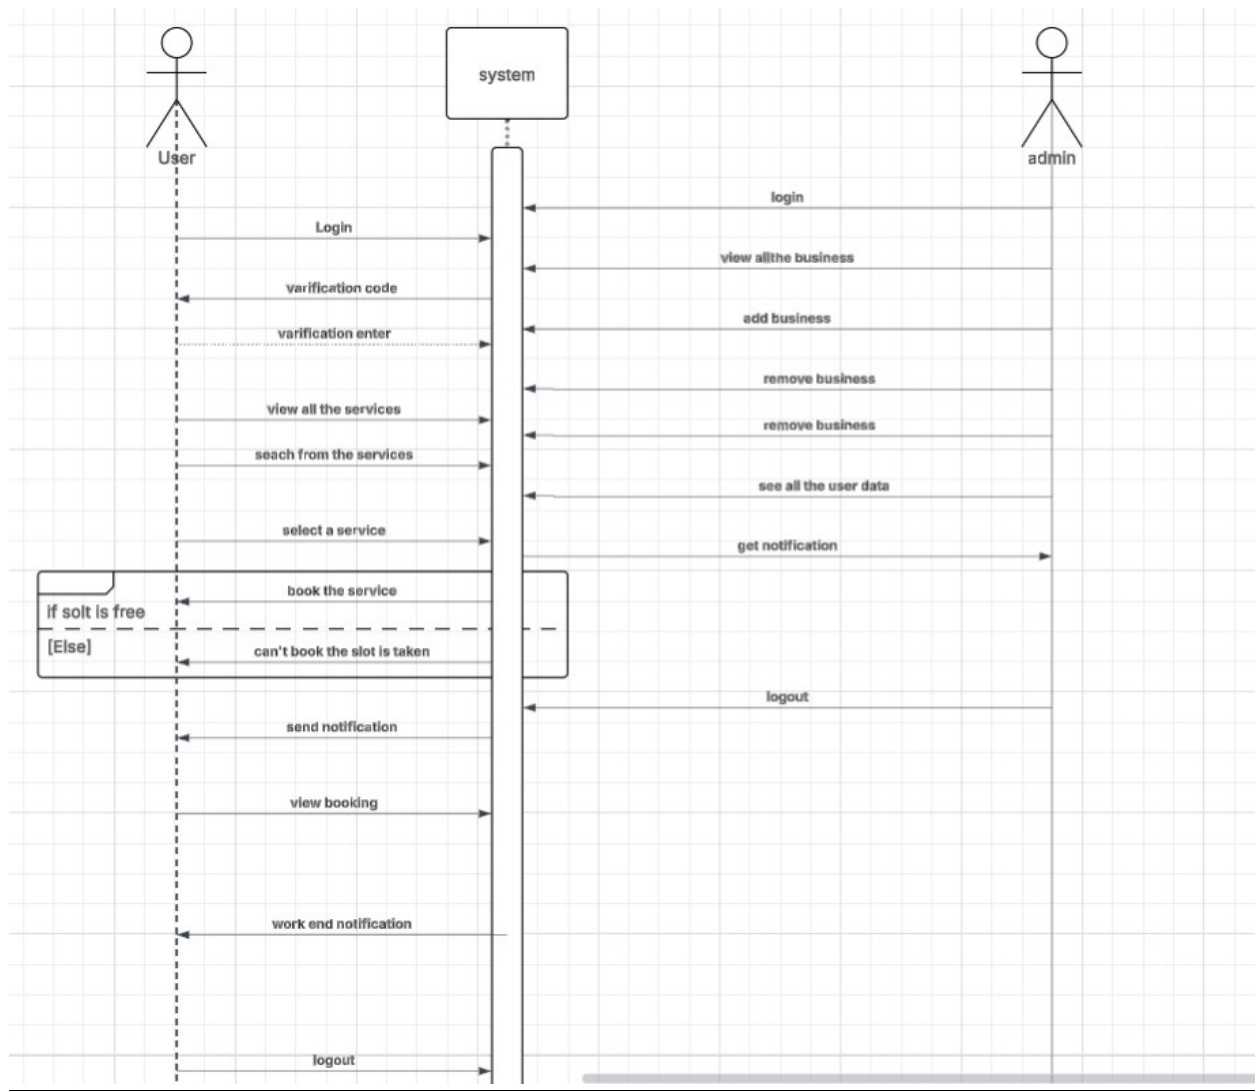 system
User
admin
login
Login
view allthe business
varification code
add business
varification enter
remove business
view all the services
remove business
seach from the services
see all the user data
select a service
get notification
book the service
if solt is free
[Else]
can't book the slot is taken
logout
send notification
view booking
work end notification
logout